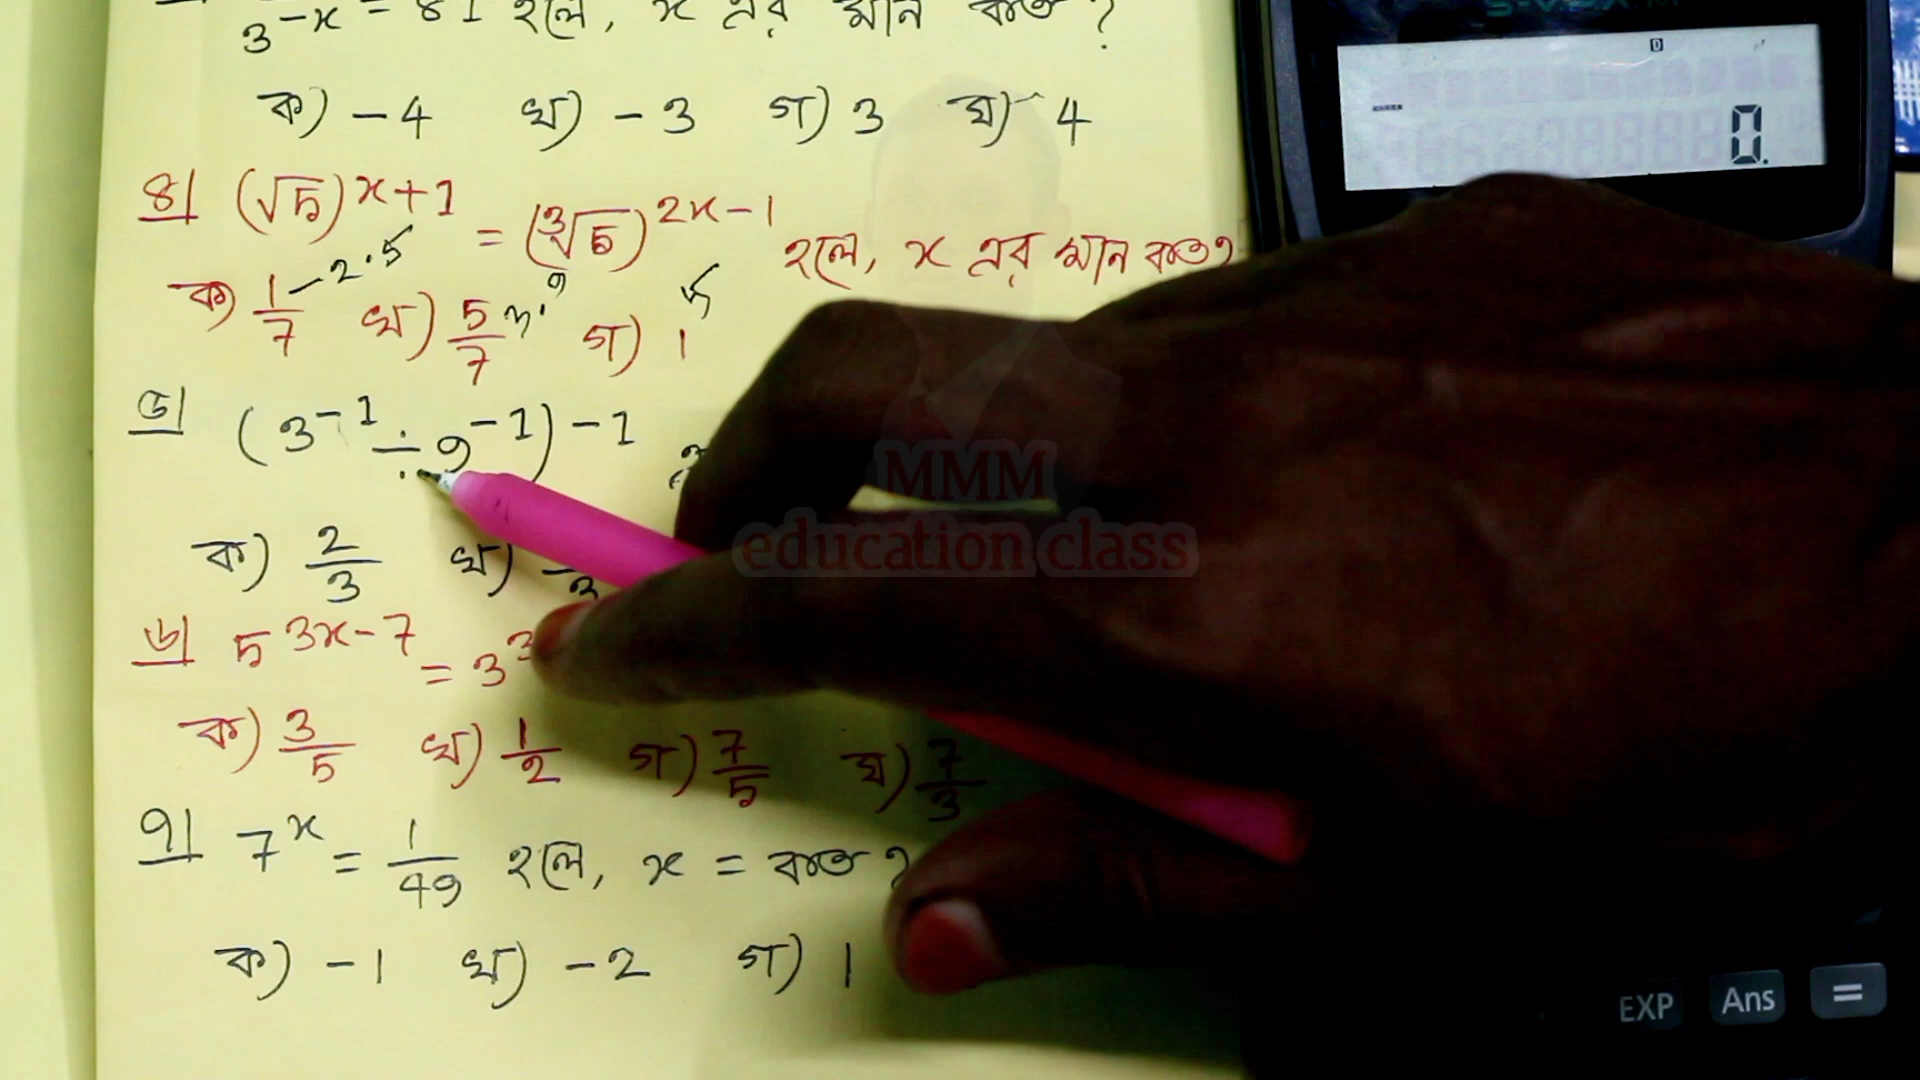 3^-x = 81 হলে, x এর মান কত?
ক) -4 খ) -3 গ) 3 ঘ) 4
৪| (√5)^x+1 = (∛5)^2x-1 হলে, x এর মান কত?
ক) 1/7 খ) 5/7 গ) 1
৫| (3^-1 ÷ 9^-1)^-1
ক) 2/3 খ)
৬| 5^3x-7 = 3^3
ক) 3/5 খ) 1/2 গ) 7/5 ঘ) 7/3
৭| 7^x = 1/49 হলে, x = কত?
ক) -1 খ) -2 গ) 1
D
0.
MMM
education class
EXP Ans =